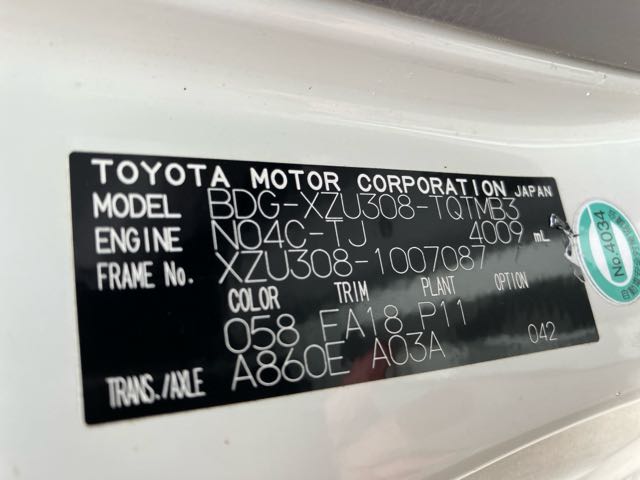 TOYOTA MOTOR CORPORATION JAPAN
MODEL BDG-XZU308-TQTMB3
ENGINE N04C-TJ 4009 mL
FRAME No. XZU308-1007087
COLOR TRIM PLANT OPTION
058 FA18 P11
TRANS./AXLE A860E A03A 042
No. 4034